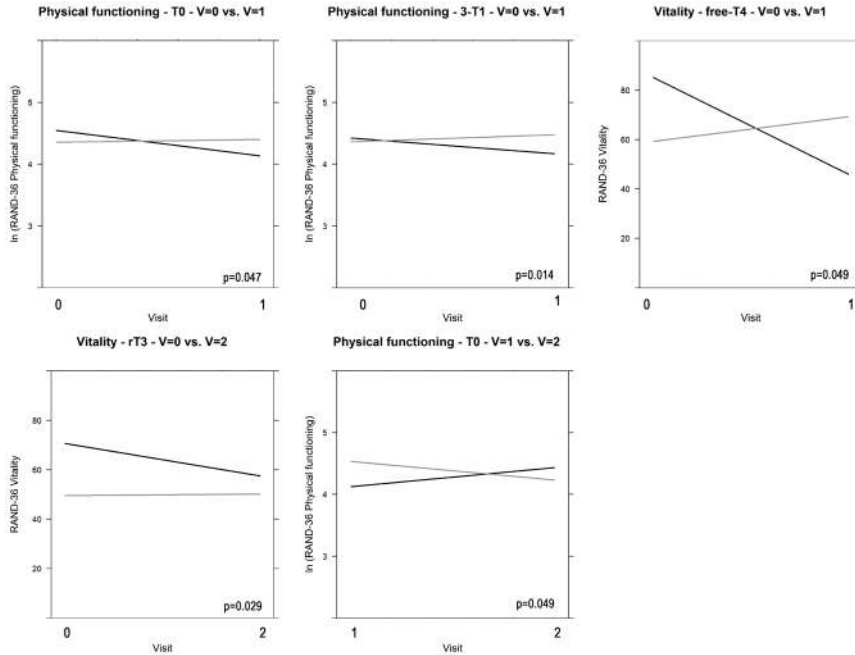 Physical functioning - T0 - V=0 vs. V=1
ln (RAND-36 Physical functioning)
5
4
3
p=0.047
0
1
Visit
Physical functioning - 3-T1 - V=0 vs. V=1
ln (RAND-36 Physical functioning)
5
4
3
p=0.014
0
1
Visit
Vitality - free-T4 - V=0 vs. V=1
RAND-36 Vitality
80
60
40
20
p=0.049
0
1
Visit
Vitality - rT3 - V=0 vs. V=2
RAND-36 Vitality
80
60
40
20
p=0.029
0
2
Visit
Physical functioning - T0 - V=1 vs. V=2
ln (RAND-36 Physical functioning)
5
4
3
p=0.049
1
2
Visit